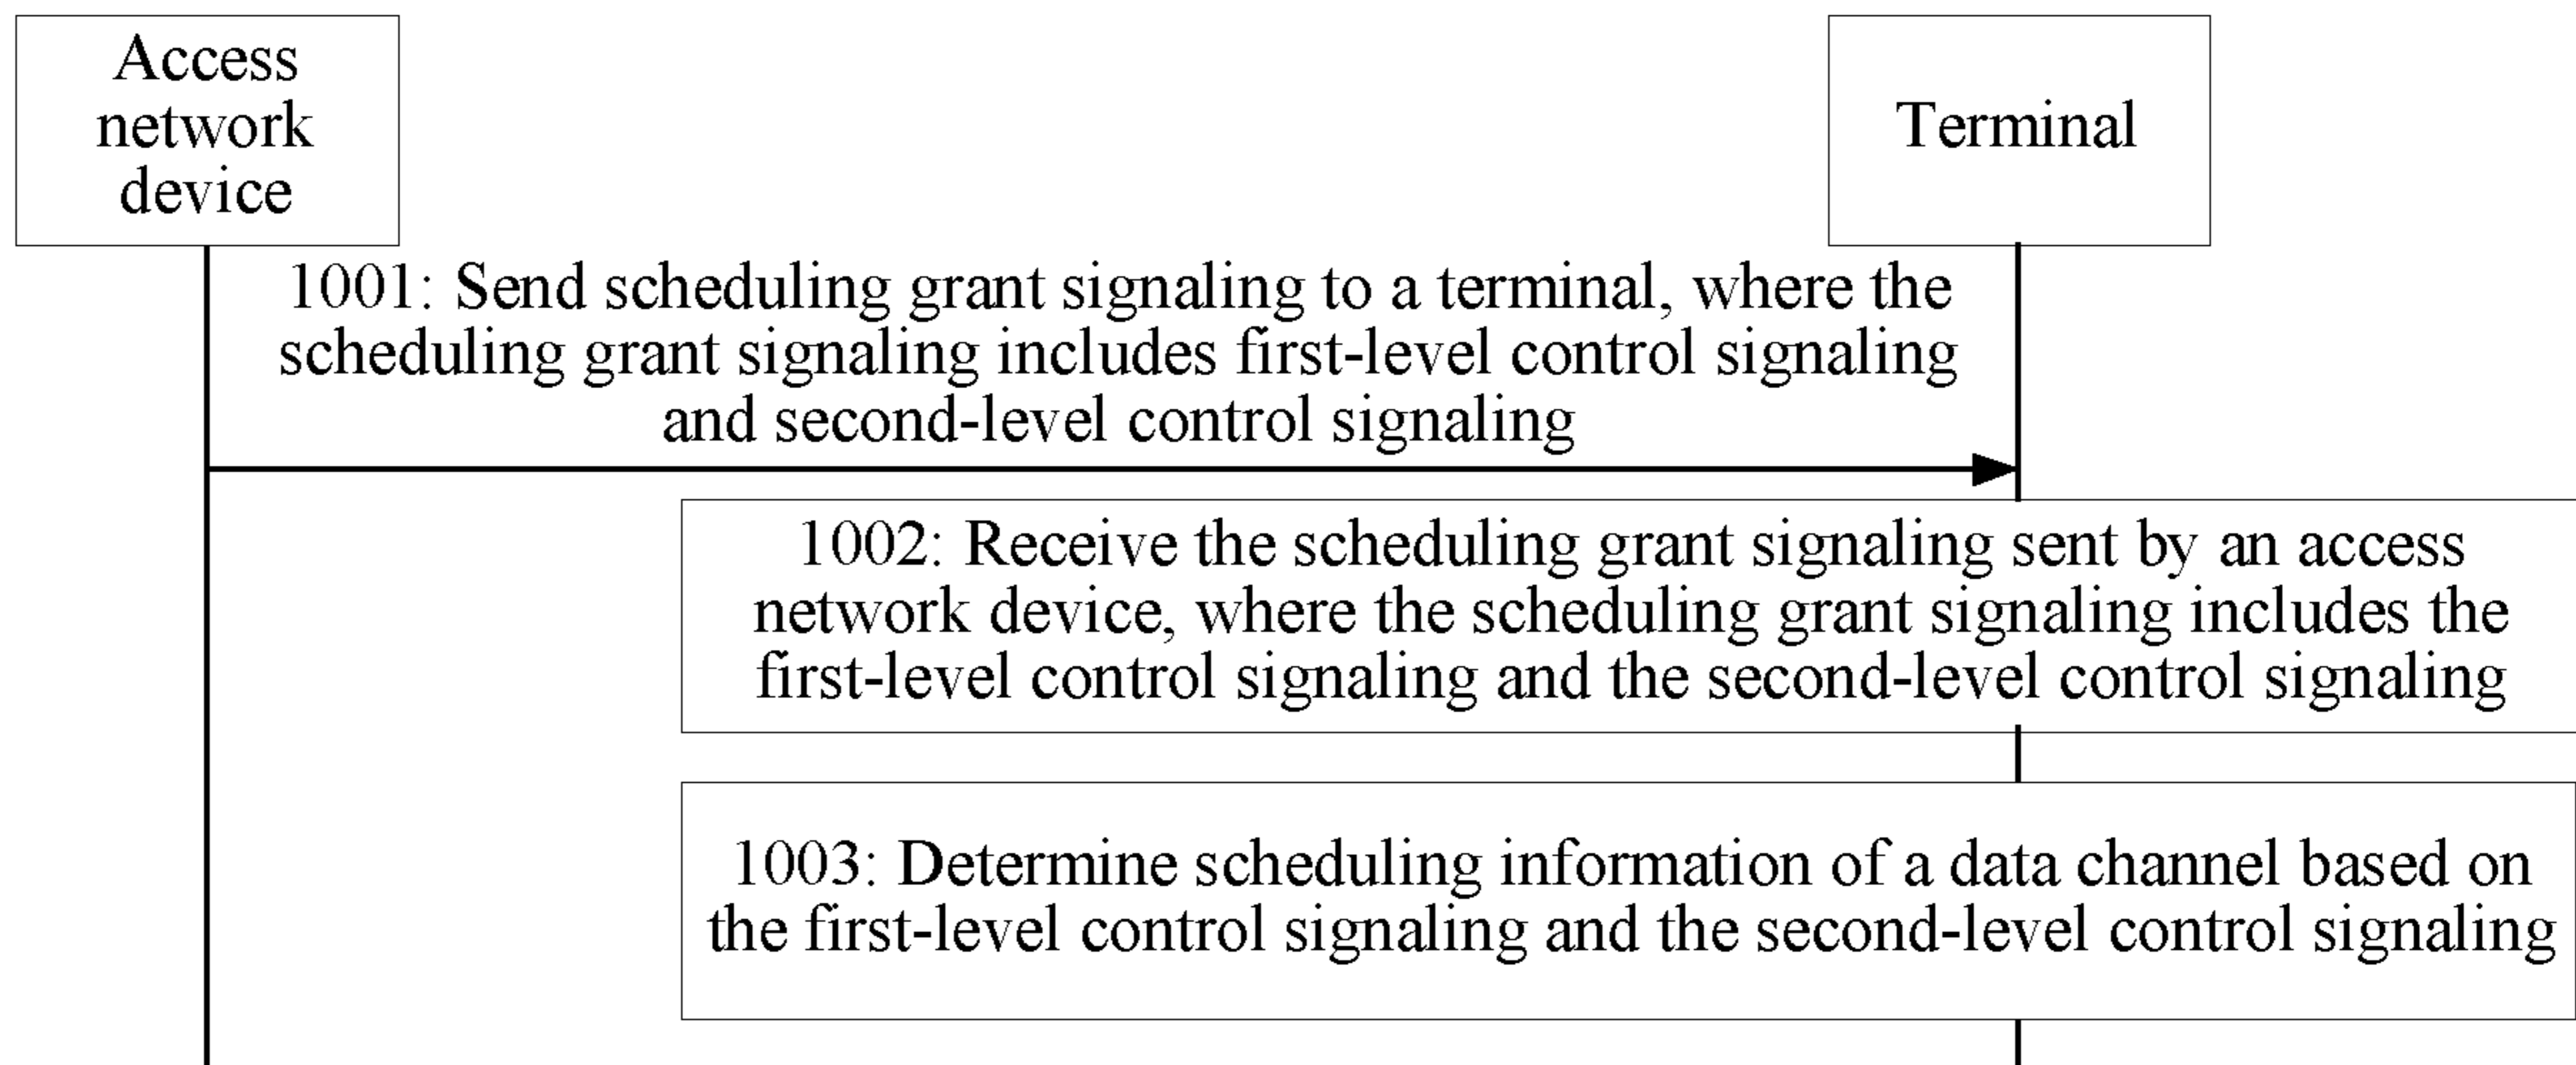 Access
network
device
Terminal
1001: Send scheduling grant signaling to a terminal, where the
scheduling grant signaling includes first-level control signaling
and second-level control signaling
1002: Receive the scheduling grant signaling sent by an access
network device, where the scheduling grant signaling includes the
first-level control signaling and the second-level control signaling
1003: Determine scheduling information of a data channel based on
the first-level control signaling and the second-level control signaling